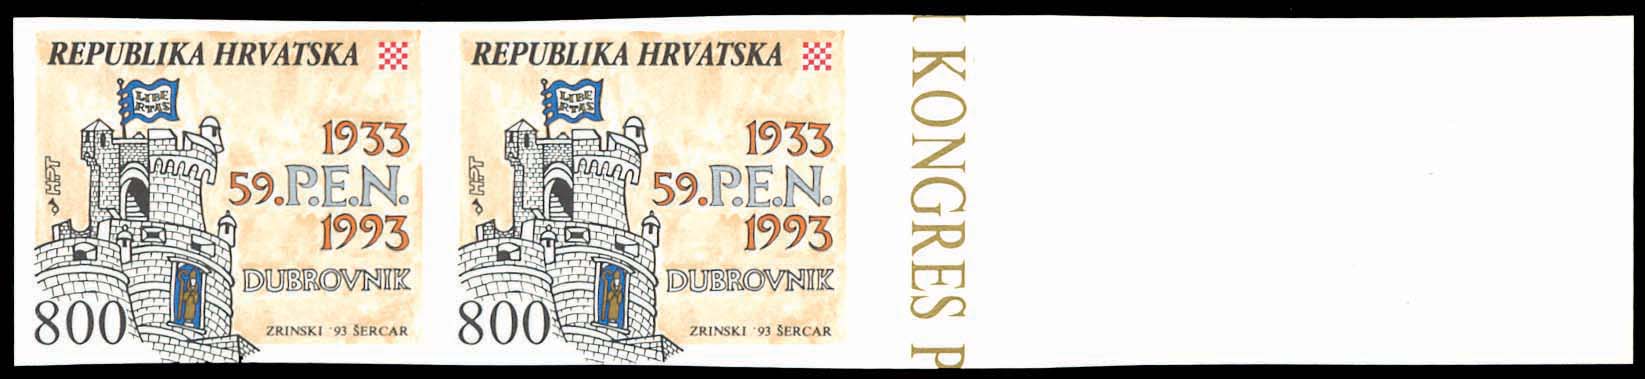 REPUBLIKA HRVATSKA
LIBE
RTAS
1933
HPT
59.P.E.N.
1993
DUBROVNIK
800
ZRINSKI '93 ŠERCAR
REPUBLIKA HRVATSKA
LIBE
RTAS
1933
HPT
59.P.E.N.
1993
DUBROVNIK
800
ZRINSKI '93 ŠERCAR
KONGRES P